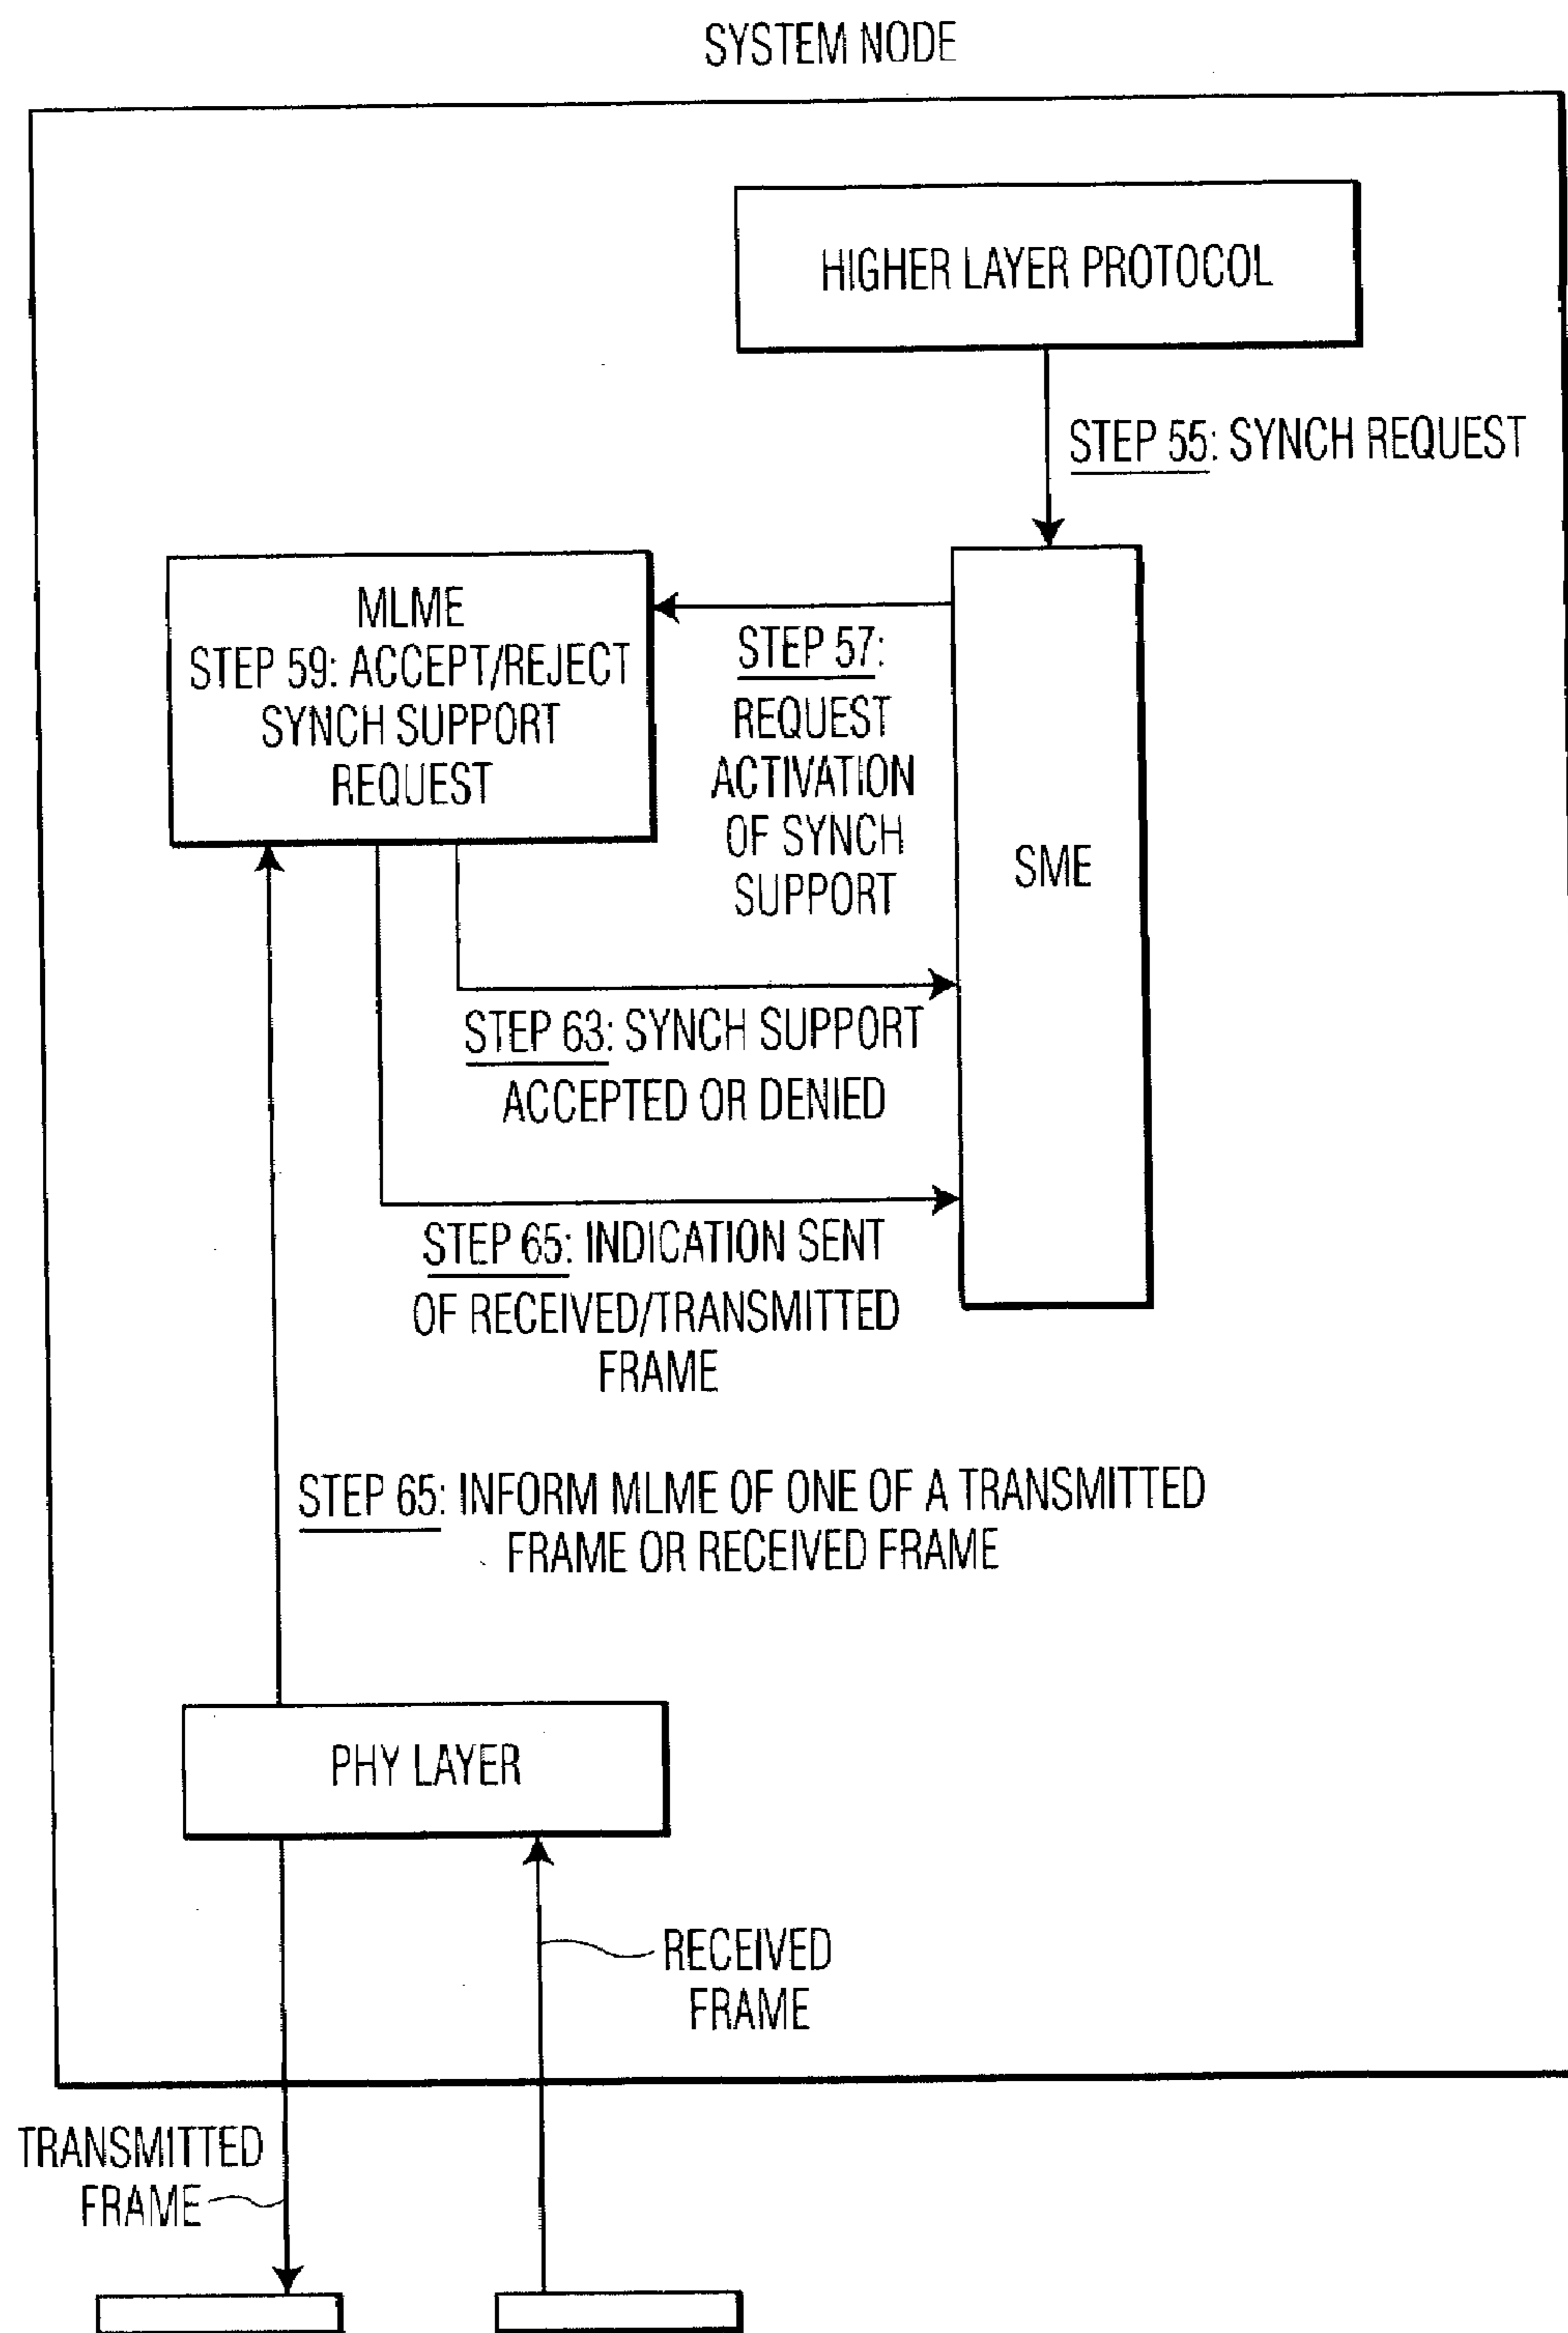 SYSTEM NODE
HIGHER LAYER PROTOCOL
STEP 55: SYNCH REQUEST
MLME
STEP 59: ACCEPT/REJECT
SYNCH SUPPORT
REQUEST
STEP 57:
REQUEST
ACTIVATION
OF SYNCH
SUPPORT
SME
STEP 63: SYNCH SUPPORT
ACCEPTED OR DENIED
STEP 65: INDICATION SENT
OF RECEIVED/TRANSMITTED
FRAME
STEP 65: INFORM MLME OF ONE OF A TRANSMITTED
FRAME OR RECEIVED FRAME
PHY LAYER
RECEIVED
FRAME
TRANSMITTED
FRAME